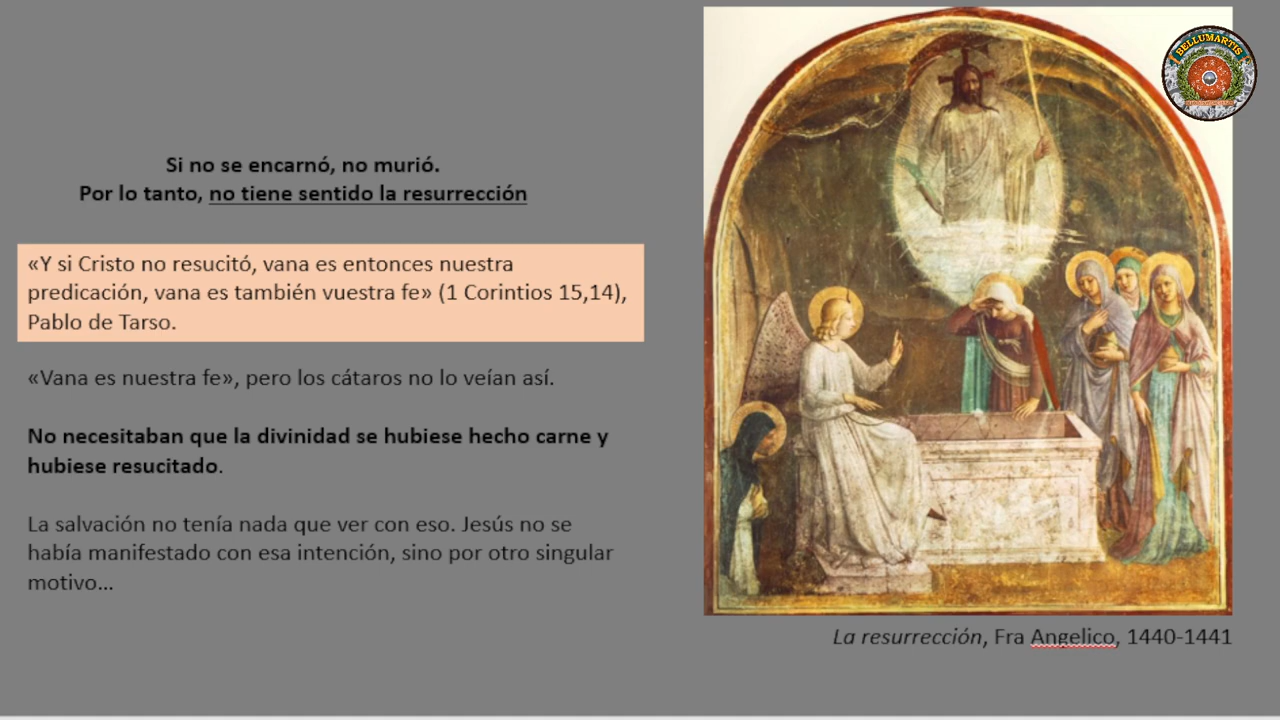 Si no se encarnó, no murió.
Por lo tanto, no tiene sentido la resurrección
«Y si Cristo no resucitó, vana es entonces nuestra
predicación, vana es también vuestra fe» (1 Corintios 15,14),
Pablo de Tarso.
«Vana es nuestra fe», pero los cátaros no lo veían así.
No necesitaban que la divinidad se hubiese hecho carne y
hubiese resucitado.
La salvación no tenía nada que ver con eso. Jesús no se
había manifestado con esa intención, sino por otro singular
motivo...
BELLUMARTIS
La resurrección, Fra Angelico, 1440-1441